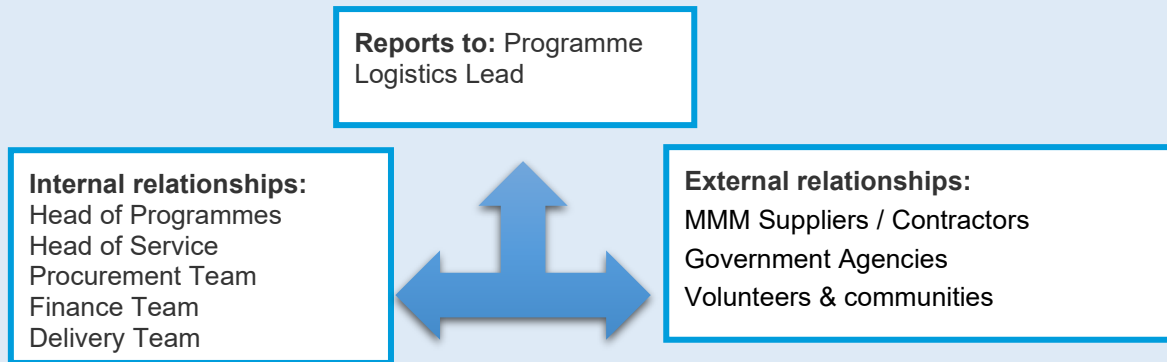 Reports to: Programme
Logistics Lead
Internal relationships:
Head of Programmes
Head of Service
Procurement Team
Finance Team
Delivery Team
External relationships:
MMM Suppliers / Contractors
Government Agencies
Volunteers & communities